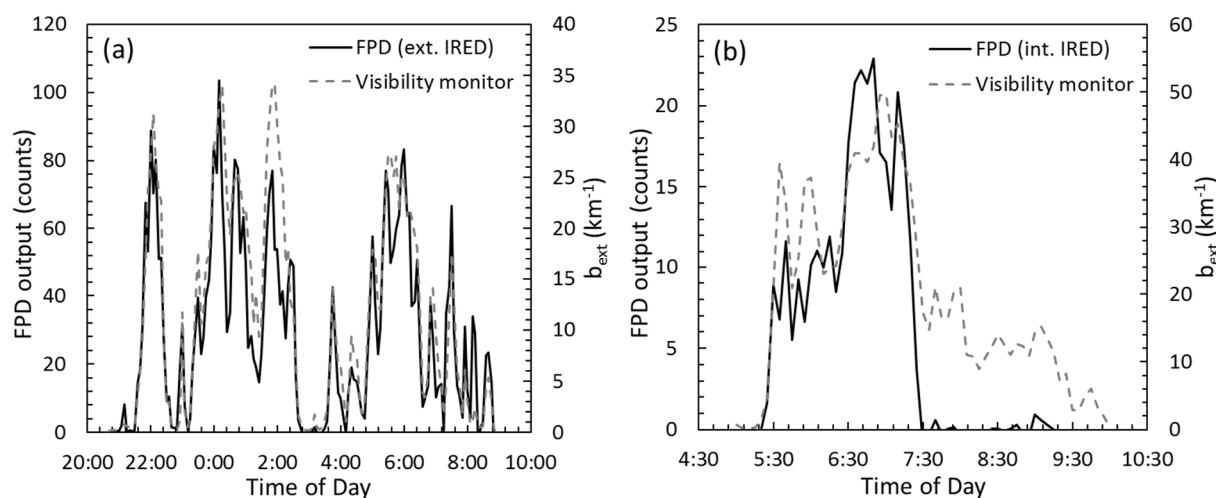 (a)
FPD (ext. IRED)
Visibility monitor
FPD output (counts)
120
100
80
60
40
20
0
40
35
30
25
20
15
10
5
0
b_ext (km⁻¹)
20:00 22:00 0:00 2:00 4:00 6:00 8:00 10:00
Time of Day
(b)
FPD (int. IRED)
Visibility monitor
FPD output (counts)
25
20
15
10
5
0
60
50
40
30
20
10
0
b_ext (km⁻¹)
4:30 5:30 6:30 7:30 8:30 9:30 10:30
Time of Day